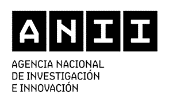 ANII
AGENCIA NACIONAL
DE INVESTIGACIÓN
E INNOVACIÓN